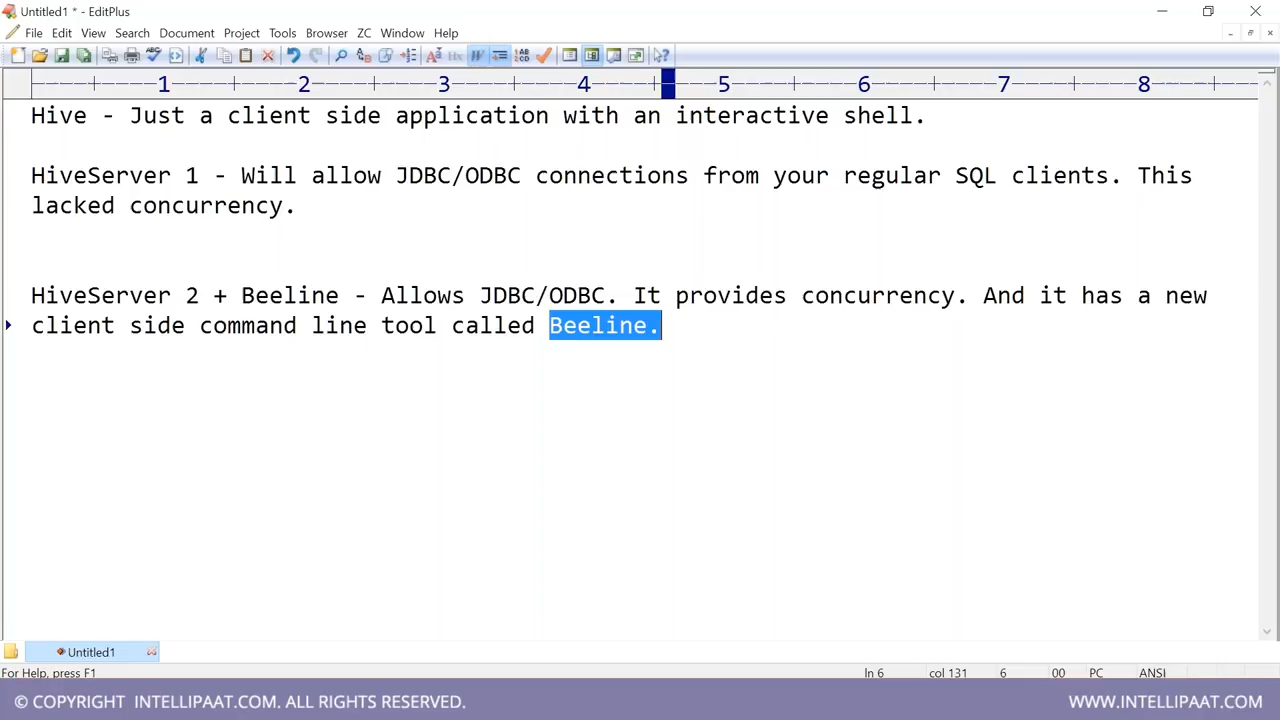 Untitled1 * - EditPlus
File Edit View Search Document Project Tools Browser ZC Window Help
1 2 3 4 5 6 7 8
Hive - Just a client side application with an interactive shell.
HiveServer 1 - Will allow JDBC/ODBC connections from your regular SQL clients. This
lacked concurrency.
HiveServer 2 + Beeline - Allows JDBC/ODBC. It provides concurrency. And it has a new
client side command line tool called Beeline.
Untitled1
For Help, press F1 ln 6 col 131 6 00 PC ANSI
© COPYRIGHT INTELLIPAAT.COM. ALL RIGHTS RESERVED. WWW.INTELLIPAAT.COM